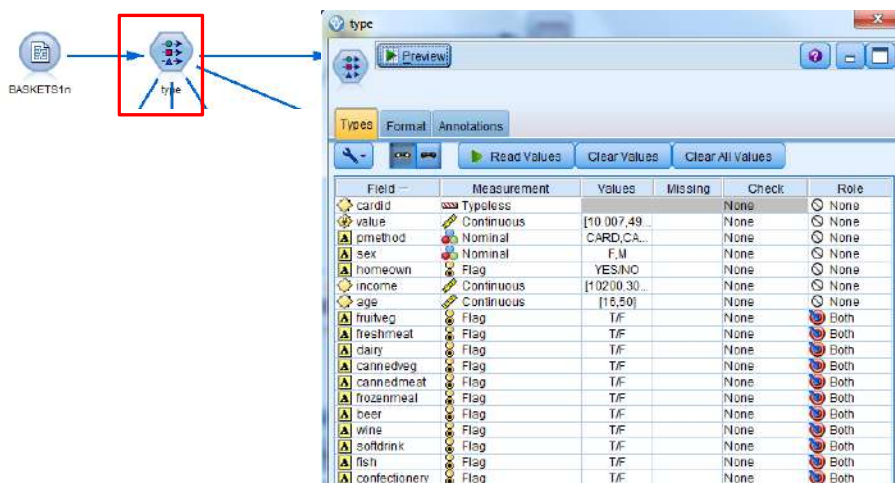 BASKETS1n
type
type
Preview
Types Format Annotations
Read Values Clear Values Clear All Values
Field Measurement Values Missing Check Role
cardid Typeless None None
value Continuous [10.007,49... None None
pmethod Nominal CARD,CA... None None
sex Nominal F,M None None
homeown Flag YES/NO None None
income Continuous [10200,30... None None
age Continuous [16,50] None None
fruitveg Flag T/F None Both
freshmeat Flag T/F None Both
dairy Flag T/F None Both
cannedveg Flag T/F None Both
cannedmeat Flag T/F None Both
frozenmeal Flag T/F None Both
beer Flag T/F None Both
wine Flag T/F None Both
softdrink Flag T/F None Both
fish Flag T/F None Both
confectionery Flag T/F None Both